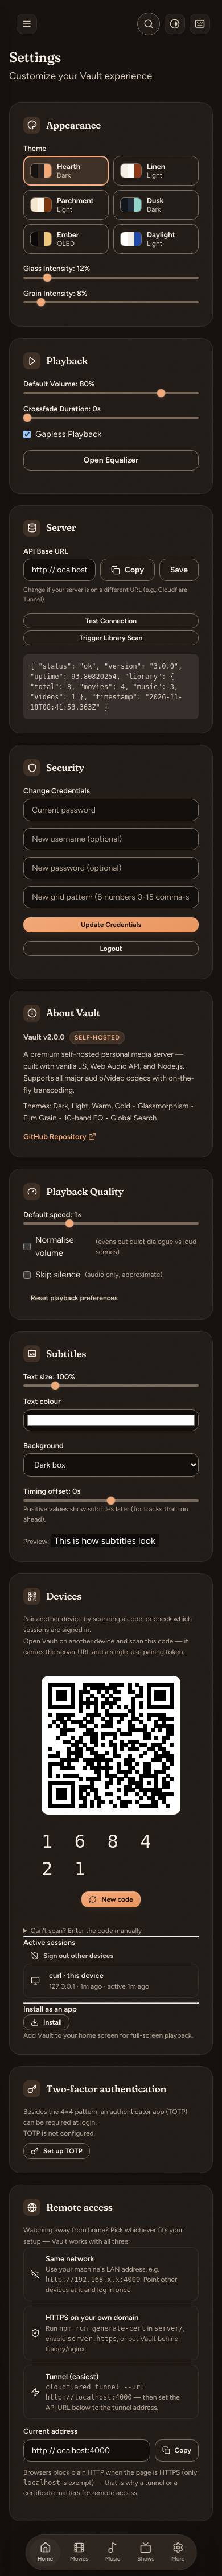 Settings
Customize your Vault experience
Appearance
Theme
Hearth
Dark
Linen
Light
Parchment
Light
Dusk
Dark
Ember
OLED
Daylight
Light
Glass Intensity: 12%
Grain Intensity: 8%
Playback
Default Volume: 80%
Crossfade Duration: 0s
Gapless Playback
Open Equalizer
Server
API Base URL
http://localhost
Copy
Save
Change if your server is on a different URL (e.g., Cloudflare
Tunnel)
Test Connection
Trigger Library Scan
{ "status": "ok", "version": "3.0.0",
"uptime": 93.80820254, "library": {
"total": 8, "movies": 4, "music": 3,
"videos": 1 }, "timestamp": "2026-11-
18T08:41:53.363Z" }
Security
Change Credentials
Current password
New username (optional)
New password (optional)
New grid pattern (8 numbers 0-15 comma-s
Update Credentials
Logout
About Vault
Vault v2.0.0 SELF-HOSTED
A premium self-hosted personal media server —
built with vanilla JS, Web Audio API, and Node.js.
Supports all major audio/video codecs with on-the-
fly transcoding.
Themes: Dark, Light, Warm, Cold • Glassmorphism •
Film Grain • 10-band EQ • Global Search
GitHub Repository
Playback Quality
Default speed: 1×
Normalise
volume
(evens out quiet dialogue vs loud
scenes)
Skip silence (audio only, approximate)
Reset playback preferences
Subtitles
Text size: 100%
Text colour
Background
Dark box
Timing offset: 0s
Positive values show subtitles later (for tracks that run
ahead).
Preview: This is how subtitles look
Devices
Pair another device by scanning a code, or check which
sessions are signed in.
Open Vault on another device and scan this code — it
carries the server URL and a single-use pairing token.
1 6 8 4
2 1
New code
Can't scan? Enter the code manually
Active sessions
Sign out other devices
curl · this device
127.0.0.1 · 1m ago · active 1m ago
Install as an app
Install
Add Vault to your home screen for full-screen playback.
Two-factor authentication
Besides the 4×4 pattern, an authenticator app (TOTP)
can be required at login.
TOTP is not configured.
Set up TOTP
Remote access
Watching away from home? Pick whichever fits your
setup — Vault works with all three.
Same network
Use your machine's LAN address, e.g.
http://192.168.x.x:4000. Point other
devices at it and log in once.
HTTPS on your own domain
Run npm run generate-cert in server/,
enable server.https, or put Vault behind
Caddy/nginx.
Tunnel (easiest)
cloudflared tunnel --url
http://localhost:4000 — then set the
API URL below to the tunnel address.
Current address
http://localhost:4000
Copy
Browsers block plain HTTP when the page is HTTPS (only
localhost is exempt) — that is why a tunnel or a
certificate matters for remote access.
Home
Movies
Music
Shows
More